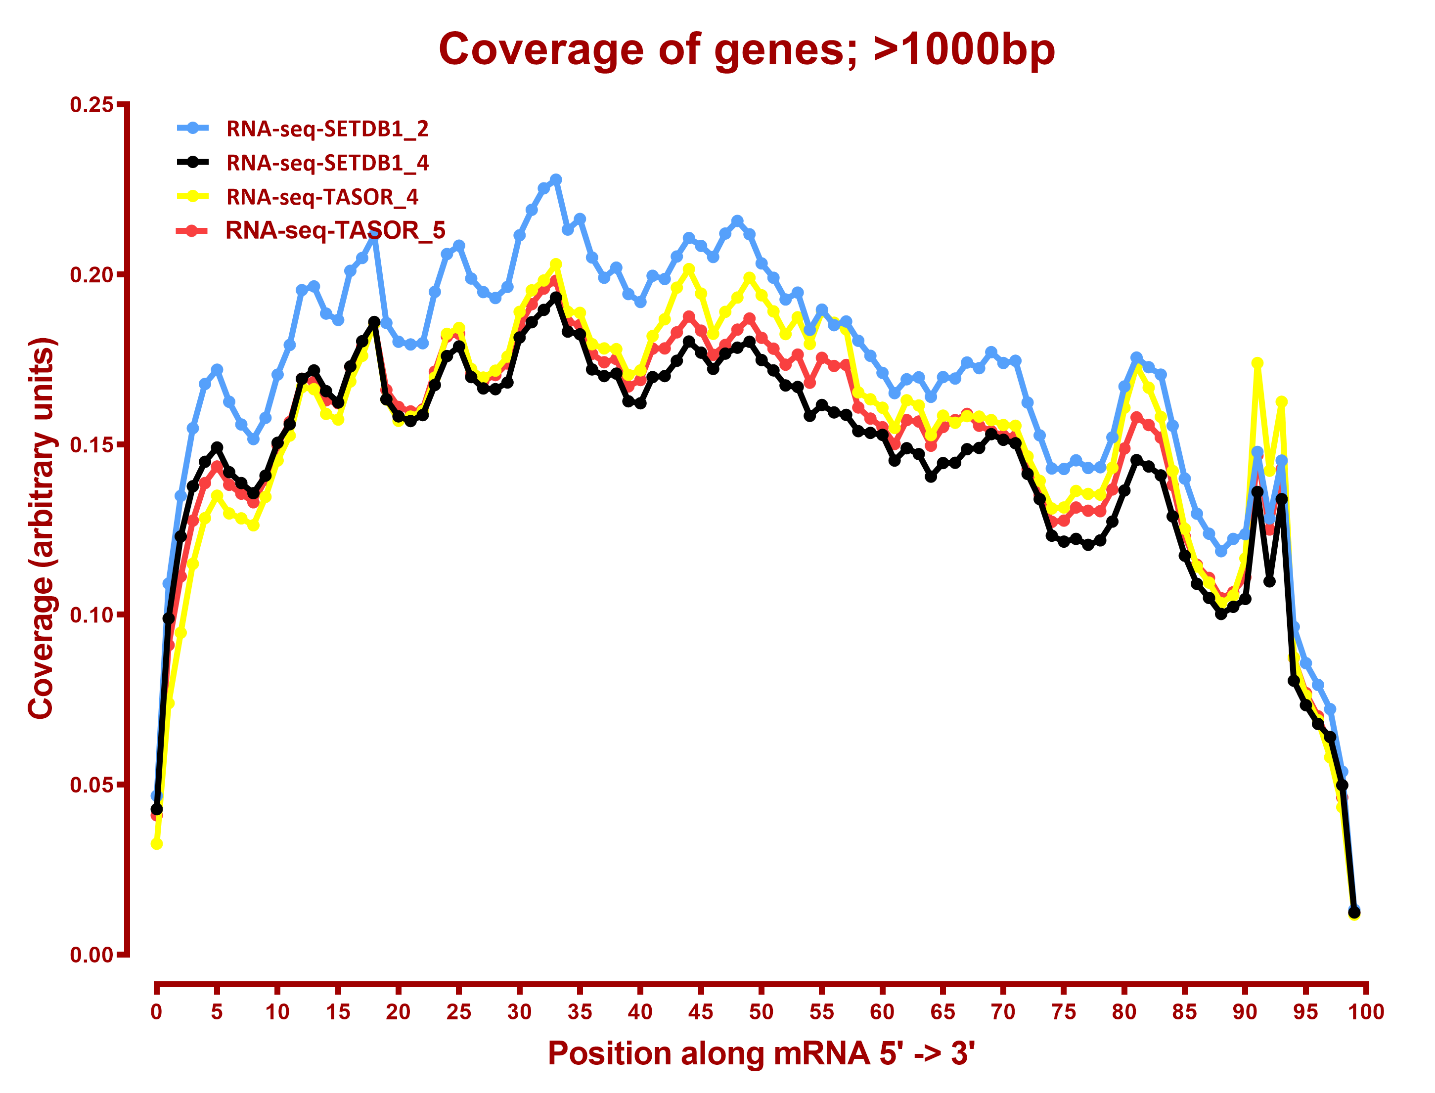 Coverage of genes; >1000bp
0.25
RNA-seq-SETDB1_2
RNA-seq-SETDB1_4
RNA-seq-TASOR_4
RNA-seq-TASOR_5
0.20
0.15
0.10
0.05
0.00
Coverage (arbitrary units)
0 5 10 15 20 25 30 35 40 45 50 55 60 65 70 75 80 85 90 95 100
Position along mRNA 5' -> 3'